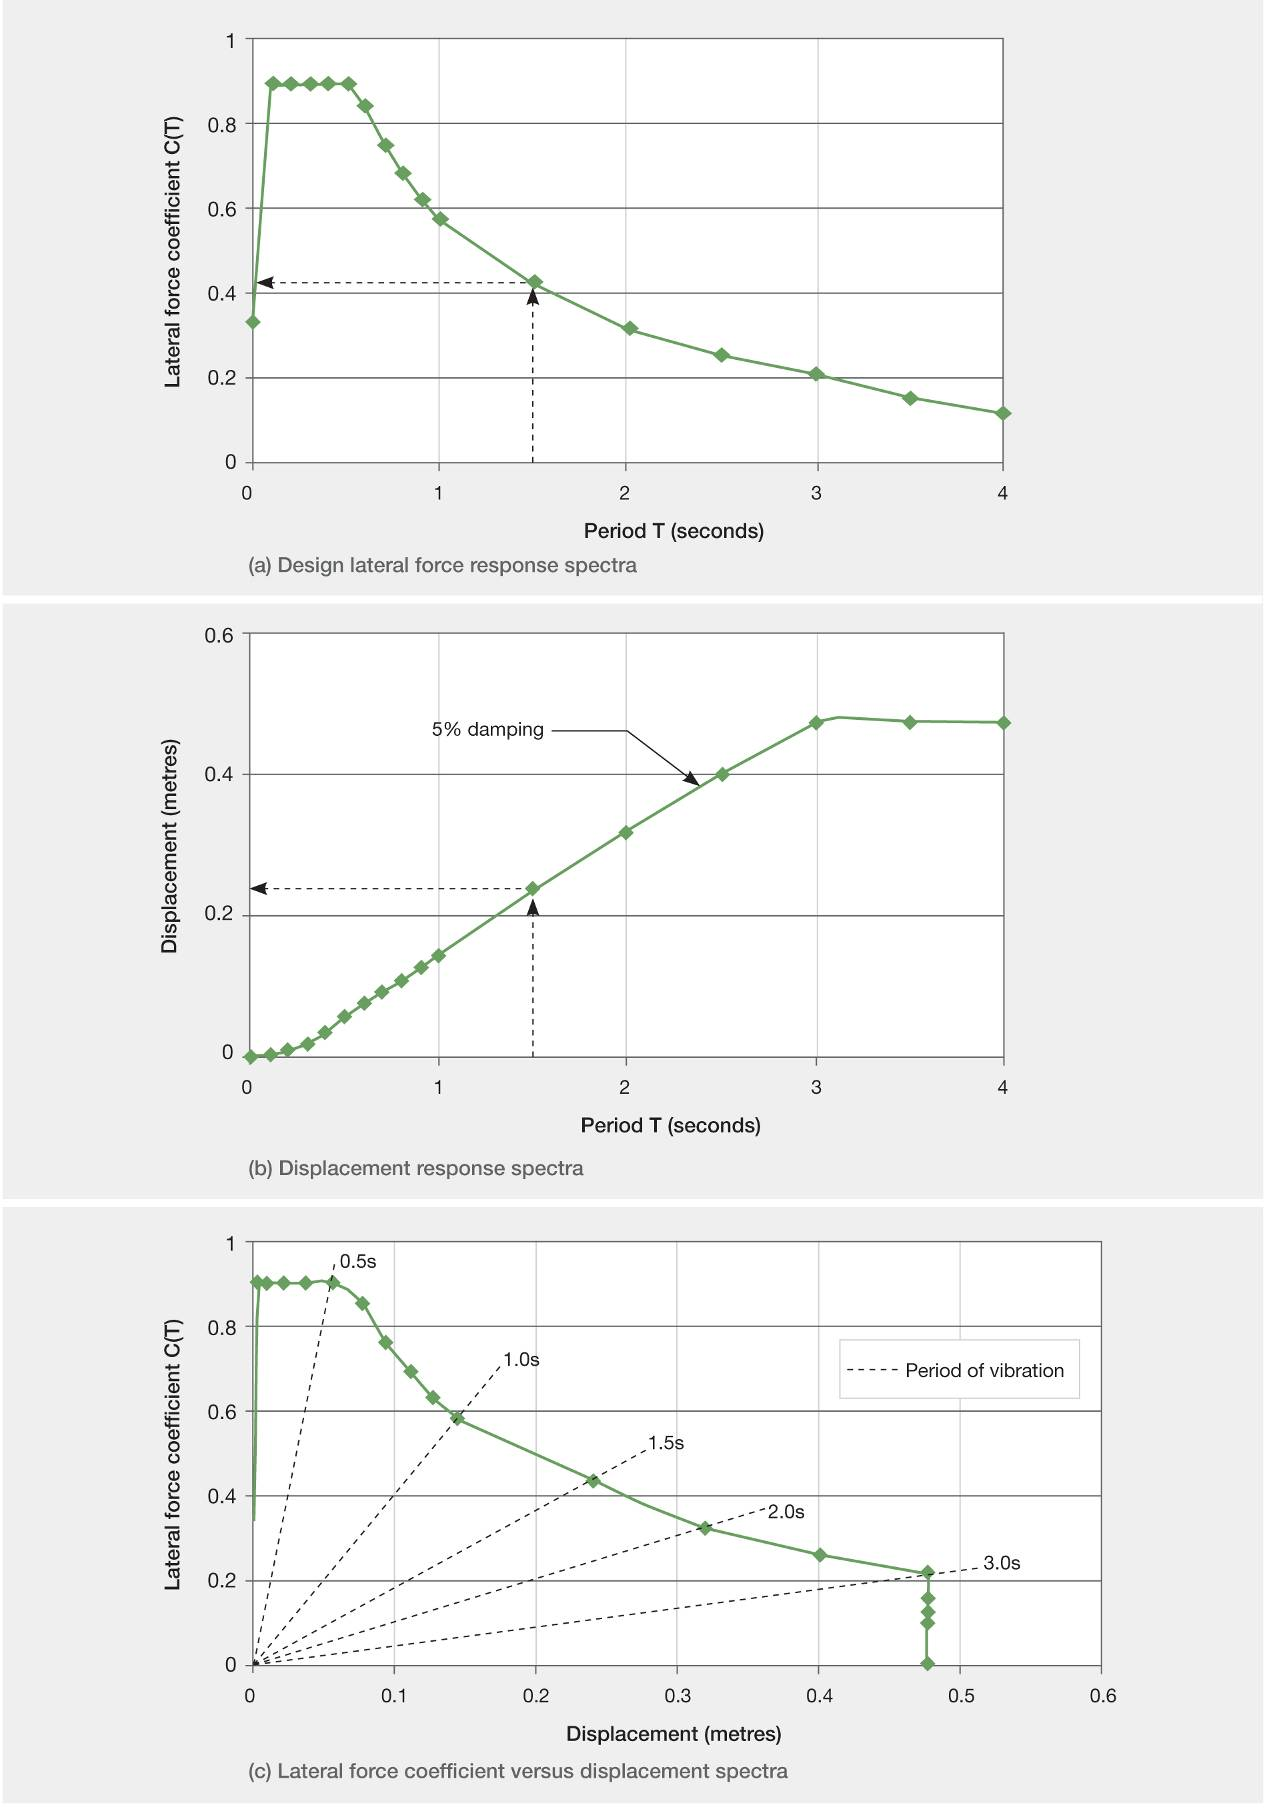 1
0.8
0.6
0.4
0.2
0
Lateral force coefficient C(T)
0 1 2 3 4
Period T (seconds)
(a) Design lateral force response spectra
0.6
5% damping
0.4
0.2
0
Displacement (metres)
0 1 2 3 4
Period T (seconds)
(b) Displacement response spectra
1
0.5s
0.8
1.0s
Period of vibration
0.6
1.5s
0.4
2.0s
3.0s
0.2
0
Lateral force coefficient C(T)
0 0.1 0.2 0.3 0.4 0.5 0.6
Displacement (metres)
(c) Lateral force coefficient versus displacement spectra